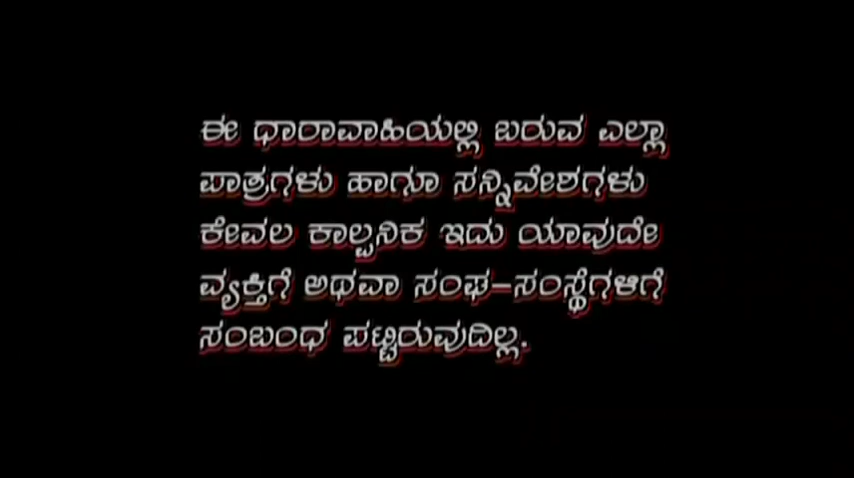 ಈ ಧಾರಾವಾಹಿಯಲ್ಲಿ ಬರುವ ಎಲ್ಲಾ
ಪಾತ್ರಗಳು ಹಾಗೂ ಸನ್ನಿವೇಶಗಳು
ಕೇವಲ ಕಾಲ್ಪನಿಕ ಇದು ಯಾವುದೇ
ವ್ಯಕ್ತಿಗೆ ಅಥವಾ ಸಂಘ–ಸಂಸ್ಥೆಗಳಿಗೆ
ಸಂಬಂಧ ಪಟ್ಟಿರುವುದಿಲ್ಲ.